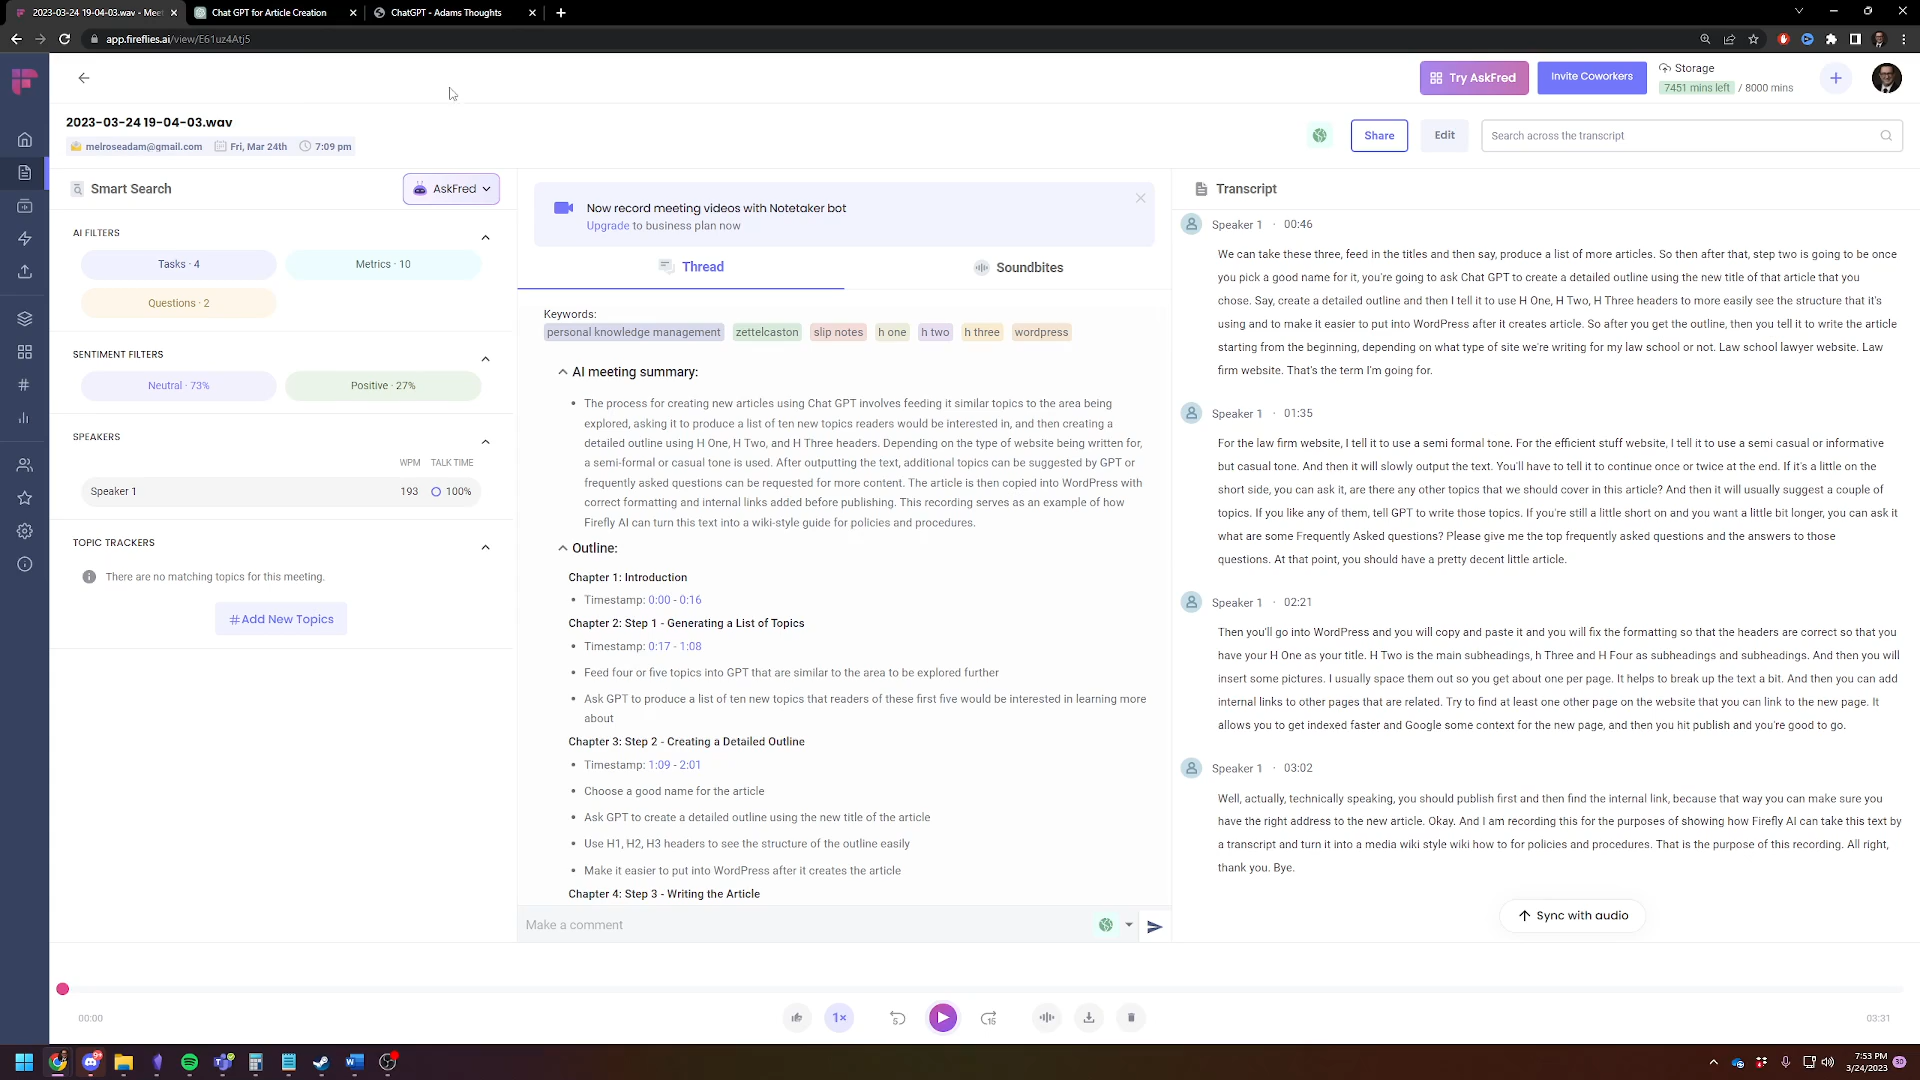 2023-03-24 19-04-03.wav - Meet
Chat GPT for Article Creation
ChatGPT - Adams Thoughts
app.fireflies.ai/view/E61uz4Atj5
Try AskFred
Invite Coworkers
Storage
7451 mins left / 8000 mins
2023-03-24 19-04-03.wav
melroseadam@gmail.com
Fri, Mar 24th
7:09 pm
Share
Edit
Search across the transcript
Smart Search
AskFred
AI FILTERS
Tasks · 4
Metrics · 10
Questions · 2
SENTIMENT FILTERS
Neutral · 73%
Positive · 27%
SPEAKERS
WPM TALK TIME
Speaker 1 193 100%
TOPIC TRACKERS
There are no matching topics for this meeting.
#Add New Topics
Now record meeting videos with Notetaker bot
Upgrade to business plan now
Thread
Soundbites
Keywords:
personal knowledge management zettelcaston slip notes h one h two h three wordpress
AI meeting summary:
• The process for creating new articles using Chat GPT involves feeding it similar topics to the area being
explored, asking it to produce a list of ten new topics readers would be interested in, and then creating a
detailed outline using H One, H Two, and H Three headers. Depending on the type of website being written for,
a semi-formal or casual tone is used. After outputting the text, additional topics can be suggested by GPT or
frequently asked questions can be requested for more content. The article is then copied into WordPress with
correct formatting and internal links added before publishing. This recording serves as an example of how
Firefly AI can turn this text into a wiki-style guide for policies and procedures.
Outline:
Chapter 1: Introduction
• Timestamp: 0:00 - 0:16
Chapter 2: Step 1 - Generating a List of Topics
• Timestamp: 0:17 - 1:08
• Feed four or five topics into GPT that are similar to the area to be explored further
• Ask GPT to produce a list of ten new topics that readers of these first five would be interested in learning more
about
Chapter 3: Step 2 - Creating a Detailed Outline
• Timestamp: 1:09 - 2:01
• Choose a good name for the article
• Ask GPT to create a detailed outline using the new title of the article
• Use H1, H2, H3 headers to see the structure of the outline easily
• Make it easier to put into WordPress after it creates the article
Chapter 4: Step 3 - Writing the Article
Make a comment
Transcript
Speaker 1 · 00:46
We can take these three, feed in the titles and then say, produce a list of more articles. So then after that, step two is going to be once
you pick a good name for it, you're going to ask Chat GPT to create a detailed outline using the new title of that article that you
chose. Say, create a detailed outline and then I tell it to use H One, H Two, H Three headers to more easily see the structure that it's
using and to make it easier to put into WordPress after it creates article. So after you get the outline, then you tell it to write the article
starting from the beginning, depending on what type of site we're writing for my law school or not. Law school lawyer website. Law
firm website. That's the term I'm going for.
Speaker 1 · 01:35
For the law firm website, I tell it to use a semi formal tone. For the efficient stuff website, I tell it to use a semi casual or informative
but casual tone. And then it will slowly output the text. You'll have to tell it to continue once or twice at the end. If it's a little on the
short side, you can ask it, are there any other topics that we should cover in this article? And then it will usually suggest a couple of
topics. If you like any of them, tell GPT to write those topics. If you're still a little short on and you want a little bit longer, you can ask it
what are some Frequently Asked questions? Please give me the top frequently asked questions and the answers to those
questions. At that point, you should have a pretty decent little article.
Speaker 1 · 02:21
Then you'll go into WordPress and you will copy and paste it and you will fix the formatting so that the headers are correct so that you
have your H One as your title. H Two is the main subheadings, h Three and H Four as subheadings and subheadings. And then you will
insert some pictures. I usually space them out so you get about one per page. It helps to break up the text a bit. And then you can add
internal links to other pages that are related. Try to find at least one other page on the website that you can link to the new page. It
allows you to get indexed faster and Google some context for the new page, and then you hit publish and you're good to go.
Speaker 1 · 03:02
Well, actually, technically speaking, you should publish first and then find the internal link, because that way you can make sure you
have the right address to the new article. Okay. And I am recording this for the purposes of showing how Firefly AI can take this text by
a transcript and turn it into a media wiki style wiki how to for policies and procedures. That is the purpose of this recording. All right,
thank you. Bye.
Sync with audio
00:00
1×
5
15
03:31
7:53 PM
3/24/2023
30